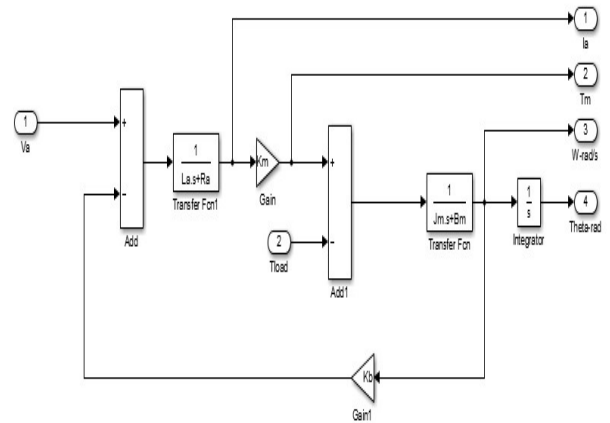 1
Ia
2
Tm
3
W-rad/s
4
Theta-rad
1
Va
+
−
Add
1
La.s+Ra
Transfer Fcn1
Km
Gain
2
Tload
+
−
Add1
1
Jm.s+Bm
Transfer Fcn
1
s
Integrator
Kb
Gain1